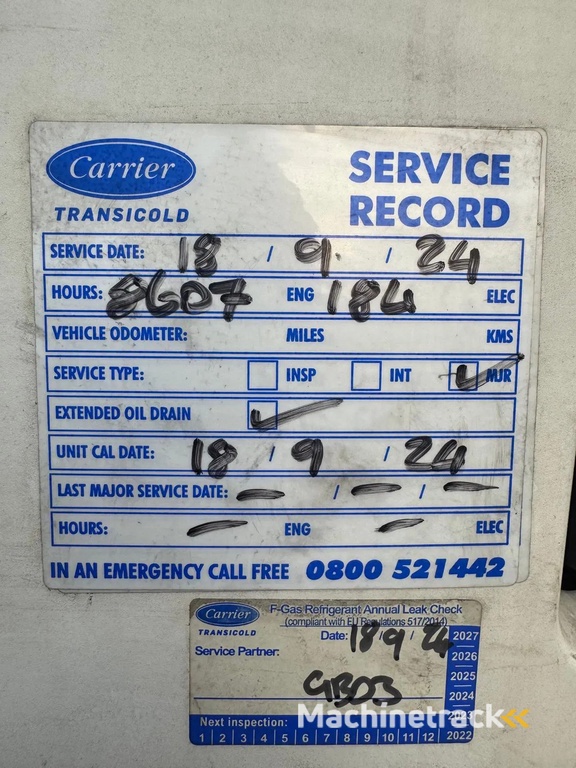 Carrier
TRANSICOLD
SERVICE
RECORD
SERVICE DATE: 18 / 9 / 24
HOURS: 8607 ENG 184 ELEC
VEHICLE ODOMETER: MILES KMS
SERVICE TYPE: INSP INT MJR
EXTENDED OIL DRAIN
UNIT CAL DATE: 18 / 9 / 24
LAST MAJOR SERVICE DATE: — / — / —
HOURS: — ENG — ELEC
IN AN EMERGENCY CALL FREE 0800 521442
Carrier
TRANSICOLD
F-Gas Refrigerant Annual Leak Check
(compliant with EU Regulations 517/2014)
Date: 18/9/24
Service Partner:
GB03
2027
2026
2025
2024
2023
2022
Next inspection:
1 2 3 4 5 6 7 8 9 10 11 12
Machinetrack